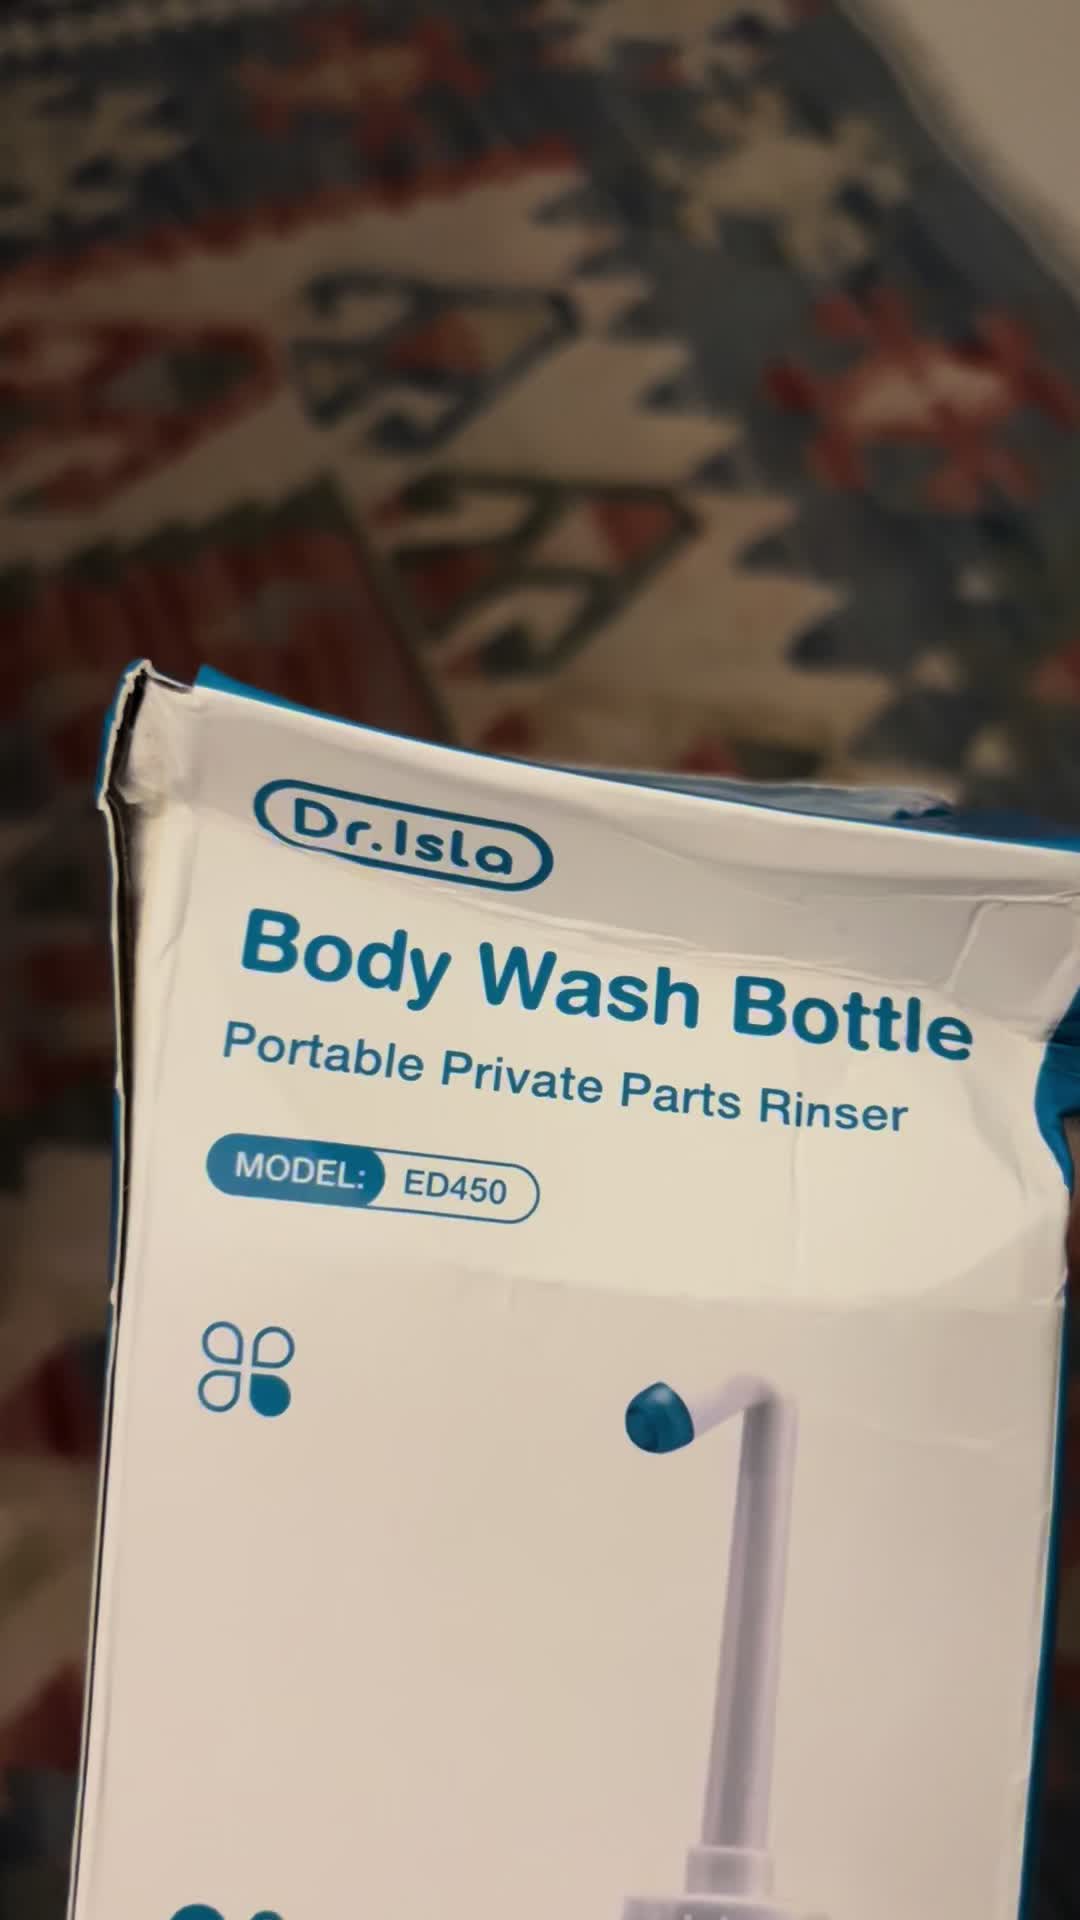 Dr.Isla
Body Wash Bottle
Portable Private Parts Rinser
MODEL: ED450